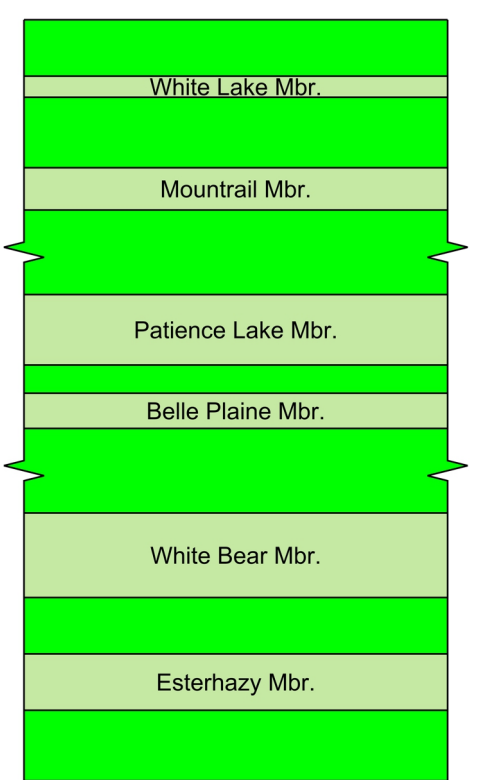 White Lake Mbr.
Mountrail Mbr.
Patience Lake Mbr.
Belle Plaine Mbr.
White Bear Mbr.
Esterhazy Mbr.